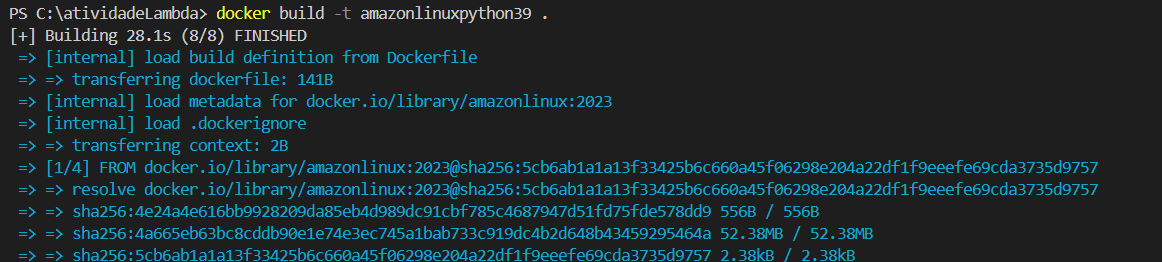 PS C:\atividadeLambda> docker build -t amazonlinuxpython39 .
[+] Building 28.1s (8/8) FINISHED
=> [internal] load build definition from Dockerfile
=> => transferring dockerfile: 141B
=> [internal] load metadata for docker.io/library/amazonlinux:2023
=> [internal] load .dockerignore
=> => transferring context: 2B
=> [1/4] FROM docker.io/library/amazonlinux:2023@sha256:5cb6ab1a1a13f33425b6c660a45f06298e204a22df1f9eeefe69cda3735d9757
=> => resolve docker.io/library/amazonlinux:2023@sha256:5cb6ab1a1a13f33425b6c660a45f06298e204a22df1f9eeefe69cda3735d9757
=> => sha256:4e24a4e616bb9928209da85eb4d989dc91cbf785c4687947d51fd75fde578dd9 556B / 556B
=> => sha256:4a665eb63bc8cddb90e1e74e3ec745a1bab733c919dc4b2d648b43459295464a 52.38MB / 52.38MB
=> => sha256:5cb6ab1a1a13f33425b6c660a45f06298e204a22df1f9eeefe69cda3735d9757 2.38kB / 2.38kB